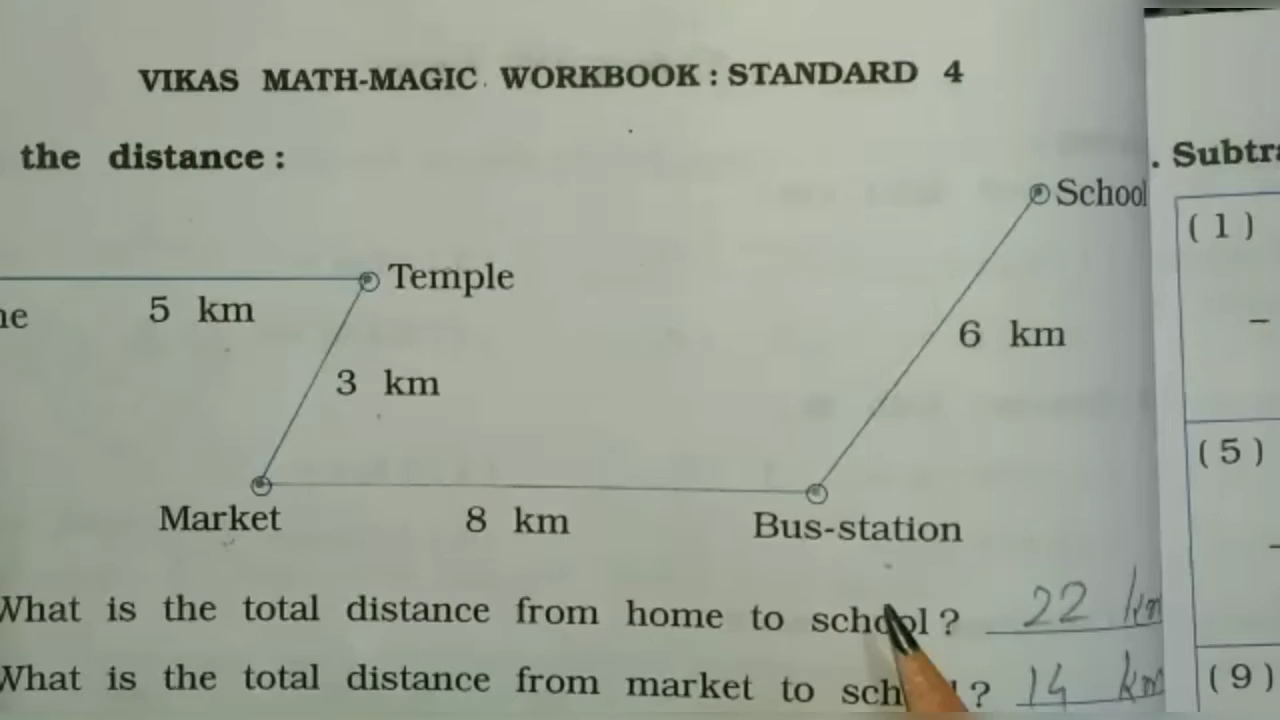 VIKAS MATH-MAGIC WORKBOOK : STANDARD 4
the distance :
. Subtra
School
( 1 )
Temple
5 km
ne
6 km
–
3 km
( 5 )
Market
8 km
Bus-station
–
What is the total distance from home to school ? 22 km
What is the total distance from market to sch l ? 14 km
( 9 )